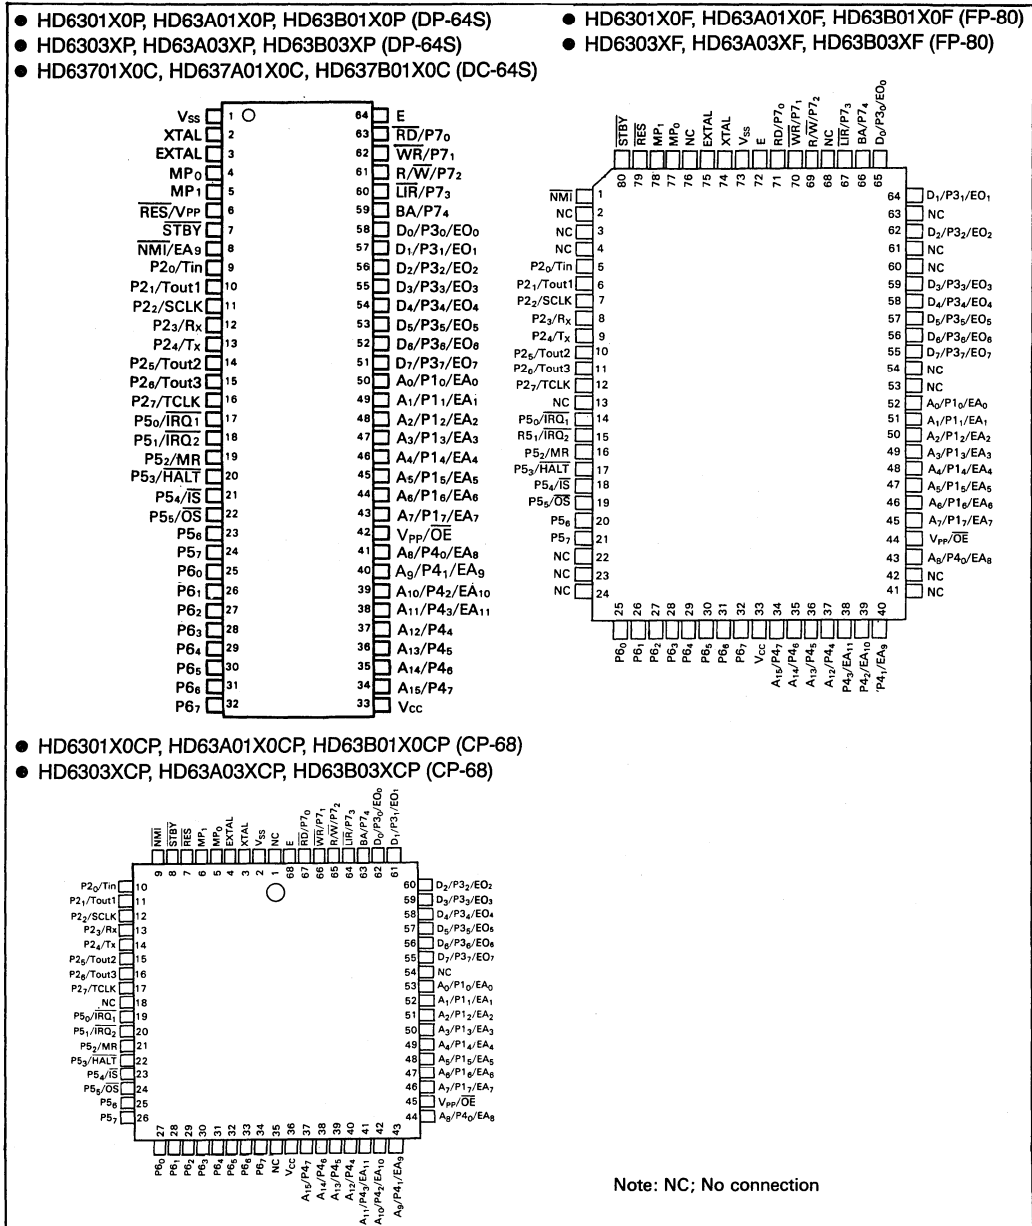 ● HD6301X0P, HD63A01X0P, HD63B01X0P (DP-64S)
● HD6303XP, HD63A03XP, HD63B03XP (DP-64S)
● HD63701X0C, HD637A01X0C, HD637B01X0C (DC-64S)
VSS 1
XTAL 2
EXTAL 3
MP0 4
MP1 5
RES/VPP 6
STBY 7
NMI/EA9 8
P20/Tin 9
P21/Tout1 10
P22/SCLK 11
P23/Rx 12
P24/Tx 13
P25/Tout2 14
P26/Tout3 15
P27/TCLK 16
P50/IRQ1 17
P51/IRQ2 18
P52/MR 19
P53/HALT 20
P54/IS 21
P55/OS 22
P56 23
P57 24
P60 25
P61 26
P62 27
P63 28
P64 29
P65 30
P66 31
P67 32
64 E
63 RD/P70
62 WR/P71
61 R/W/P72
60 LIR/P73
59 BA/P74
58 D0/P30/EO0
57 D1/P31/EO1
56 D2/P32/EO2
55 D3/P33/EO3
54 D4/P34/EO4
53 D5/P35/EO5
52 D6/P36/EO6
51 D7/P37/EO7
50 A0/P10/EA0
49 A1/P11/EA1
48 A2/P12/EA2
47 A3/P13/EA3
46 A4/P14/EA4
45 A5/P15/EA5
44 A6/P16/EA6
43 A7/P17/EA7
42 VPP/OE
41 A8/P40/EA8
40 A9/P41/EA9
39 A10/P42/EA10
38 A11/P43/EA11
37 A12/P44
36 A13/P45
35 A14/P46
34 A15/P47
33 VCC
● HD6301X0F, HD63A01X0F, HD63B01X0F (FP-80)
● HD6303XF, HD63A03XF, HD63B03XF (FP-80)
STBY 80
RES 79
MP1 78
MP0 77
NC 76
EXTAL 75
XTAL 74
VSS 73
E 72
RD/P70 71
WR/P71 70
R/W/P72 69
NC 68
LIR/P73 67
BA/P74 66
D0/P30/EO0 65
NMI 1
NC 2
NC 3
NC 4
P20/Tin 5
P21/Tout1 6
P22/SCLK 7
P23/Rx 8
P24/Tx 9
P25/Tout2 10
P26/Tout3 11
P27/TCLK 12
NC 13
P50/IRQ1 14
R51/IRQ2 15
P52/MR 16
P53/HALT 17
P54/IS 18
P55/OS 19
P56 20
P57 21
NC 22
NC 23
NC 24
64 D1/P31/EO1
63 NC
62 D2/P32/EO2
61 NC
60 NC
59 D3/P33/EO3
58 D4/P34/EO4
57 D5/P35/EO5
56 D6/P36/EO6
55 D7/P37/EO7
54 NC
53 NC
52 A0/P10/EA0
51 A1/P11/EA1
50 A2/P12/EA2
49 A3/P13/EA3
48 A4/P14/EA4
47 A5/P15/EA5
46 A6/P16/EA6
45 A7/P17/EA7
44 VPP/OE
43 A8/P40/EA8
42 NC
41 NC
25 P60
26 P61
27 P62
28 P63
29 P64
30 P65
31 P66
32 P67
33 VCC
34 A15/P47
35 A14/P46
36 A13/P45
37 A12/P44
38 P43/EA11
39 P42/EA10
40 'P41/EA9
● HD6301X0CP, HD63A01X0CP, HD63B01X0CP (CP-68)
● HD6303XCP, HD63A03XCP, HD63B03XCP (CP-68)
NMI 9
STBY 8
RES 7
MP1 6
MP0 5
EXTAL 4
XTAL 3
VSS 2
NC 1
E 68
RD/P70 67
WR/P71 66
R/W/P72 65
LIR/P73 64
BA/P74 63
D0/P30/EO0 62
D1/P31/EO1 61
P20/Tin 10
P21/Tout1 11
P22/SCLK 12
P23/Rx 13
P24/Tx 14
P25/Tout2 15
P26/Tout3 16
P27/TCLK 17
NC 18
P50/IRQ1 19
P51/IRQ2 20
P52/MR 21
P53/HALT 22
P54/IS 23
P55/OS 24
P56 25
P57 26
60 D2/P32/EO2
59 D3/P33/EO3
58 D4/P34/EO4
57 D5/P35/EO5
56 D6/P36/EO6
55 D7/P37/EO7
54 NC
53 A0/P10/EA0
52 A1/P11/EA1
51 A2/P12/EA2
50 A3/P13/EA3
49 A4/P14/EA4
48 A5/P15/EA5
47 A6/P16/EA6
46 A7/P17/EA7
45 VPP/OE
44 A8/P40/EA8
27 P60
28 P61
29 P62
30 P63
31 P64
32 P65
33 P66
34 P67
35 NC
36 VCC
37 A15/P47
38 A14/P46
39 A13/P45
40 A12/P44
41 A11/P43/EA11
42 A10/P42/EA10
43 A9/P41/EA9
Note: NC; No connection